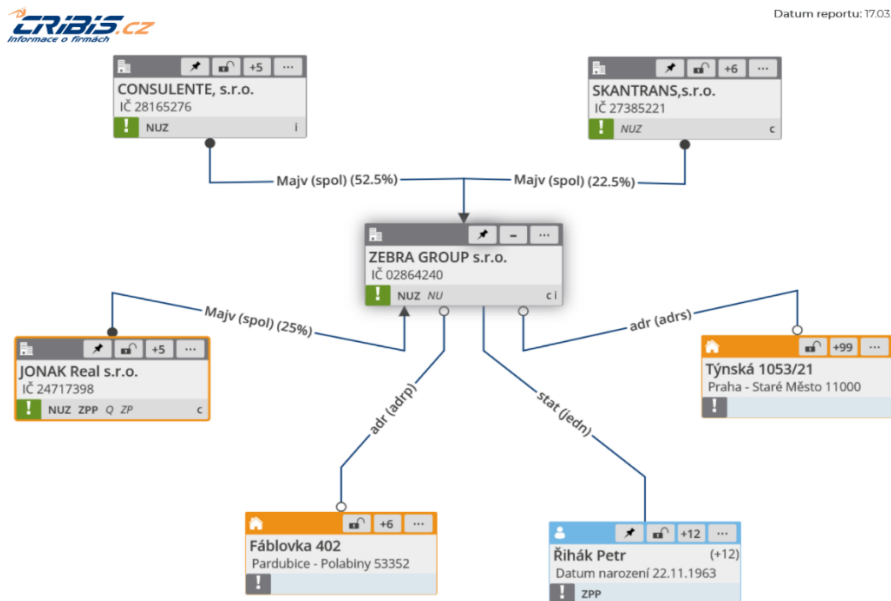 CRIBIS.CZ
Informace o firmách
Datum reportu: 17.03
+5 ...
CONSULENTE, s.r.o.
IČ 28165276
! NUZ i
+6 ...
SKANTRANS,s.r.o.
IČ 27385221
! NUZ c
Majv (spol) (52.5%)
Majv (spol) (22.5%)
– ...
ZEBRA GROUP s.r.o.
IČ 02864240
! NUZ NU c i
Majv (spol) (25%)
adr (adrs)
+5 ...
JONAK Real s.r.o.
IČ 24717398
! NUZ ZPP Q ZP c
+99 ...
Týnská 1053/21
Praha - Staré Město 11000
!
adr (adrp)
stat (jedn)
+6 ...
Fáblovka 402
Pardubice - Polabiny 53352
!
+12 ...
Řihák Petr (+12)
Datum narození 22.11.1963
! ZPP